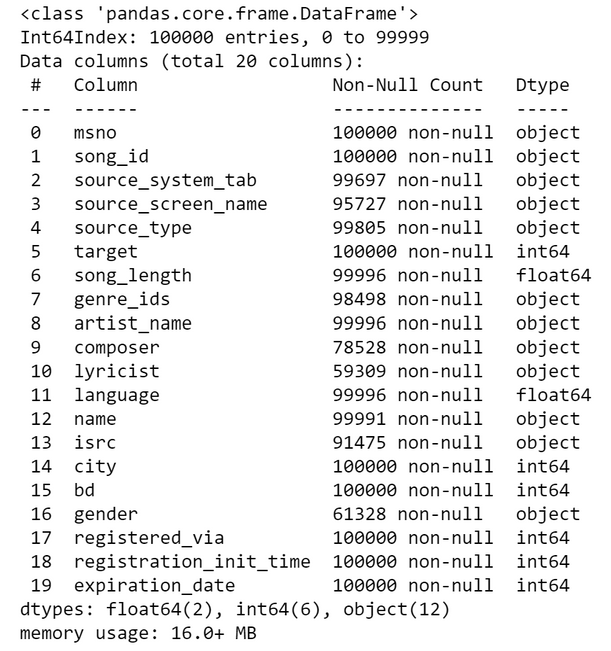 <class 'pandas.core.frame.DataFrame'>
Int64Index: 100000 entries, 0 to 99999
Data columns (total 20 columns):
 #   Column                  Non-Null Count   Dtype
---  ------                  --------------   -----
 0   msno                    100000 non-null  object
 1   song_id                 100000 non-null  object
 2   source_system_tab       99697 non-null   object
 3   source_screen_name      95727 non-null   object
 4   source_type             99805 non-null   object
 5   target                  100000 non-null  int64
 6   song_length             99996 non-null   float64
 7   genre_ids               98498 non-null   object
 8   artist_name             99996 non-null   object
 9   composer                78528 non-null   object
 10  lyricist                59309 non-null   object
 11  language                99996 non-null   float64
 12  name                    99991 non-null   object
 13  isrc                    91475 non-null   object
 14  city                    100000 non-null  int64
 15  bd                      100000 non-null  int64
 16  gender                  61328 non-null   object
 17  registered_via          100000 non-null  int64
 18  registration_init_time  100000 non-null  int64
 19  expiration_date         100000 non-null  int64
dtypes: float64(2), int64(6), object(12)
memory usage: 16.0+ MB